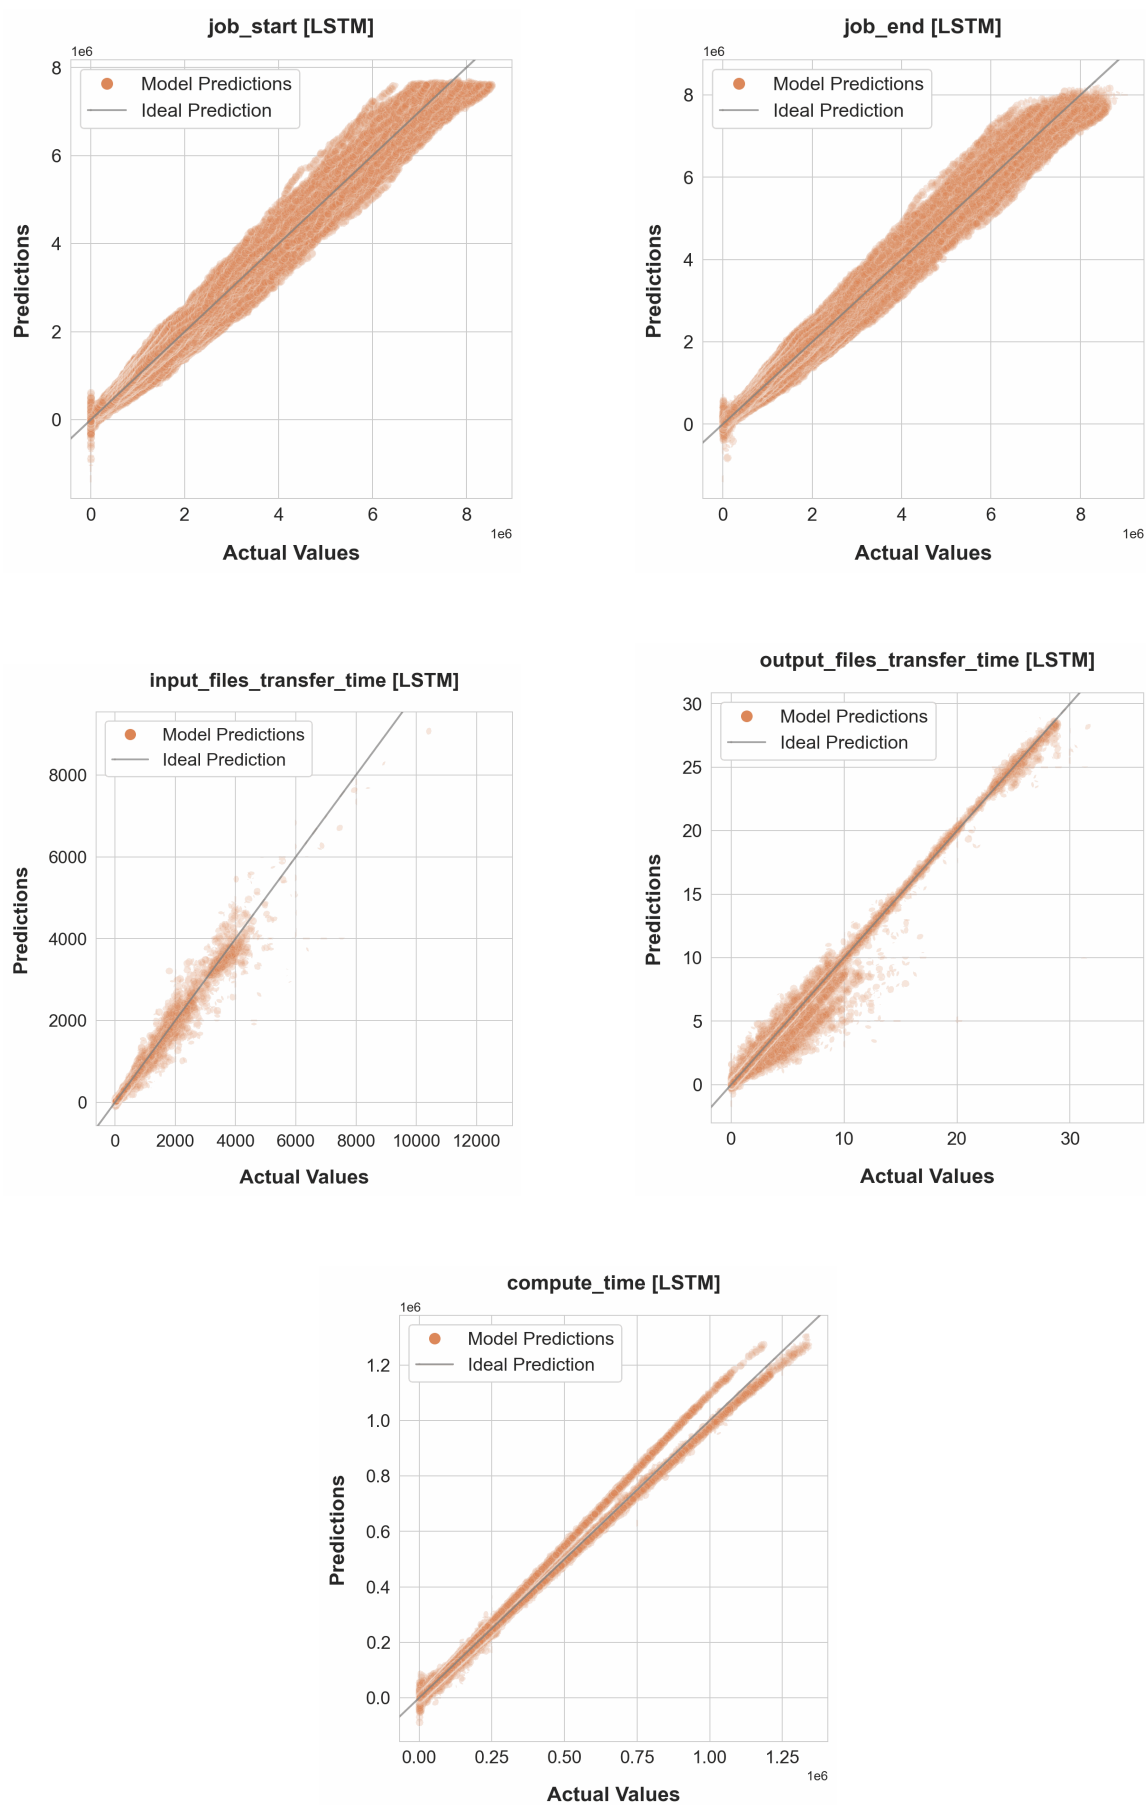 job_start [LSTM]
1e6
Model Predictions
Ideal Prediction
8
6
4
2
0
Predictions
0 2 4 6 8
1e6
Actual Values
job_end [LSTM]
1e6
Model Predictions
Ideal Prediction
8
6
4
2
0
Predictions
0 2 4 6 8
1e6
Actual Values
input_files_transfer_time [LSTM]
Model Predictions
Ideal Prediction
8000
6000
4000
2000
0
Predictions
0 2000 4000 6000 8000 10000 12000
Actual Values
output_files_transfer_time [LSTM]
Model Predictions
Ideal Prediction
30
25
20
15
10
5
0
Predictions
0 10 20 30
Actual Values
compute_time [LSTM]
1e6
Model Predictions
Ideal Prediction
1.2
1.0
0.8
0.6
0.4
0.2
0.0
Predictions
0.00 0.25 0.50 0.75 1.00 1.25
1e6
Actual Values